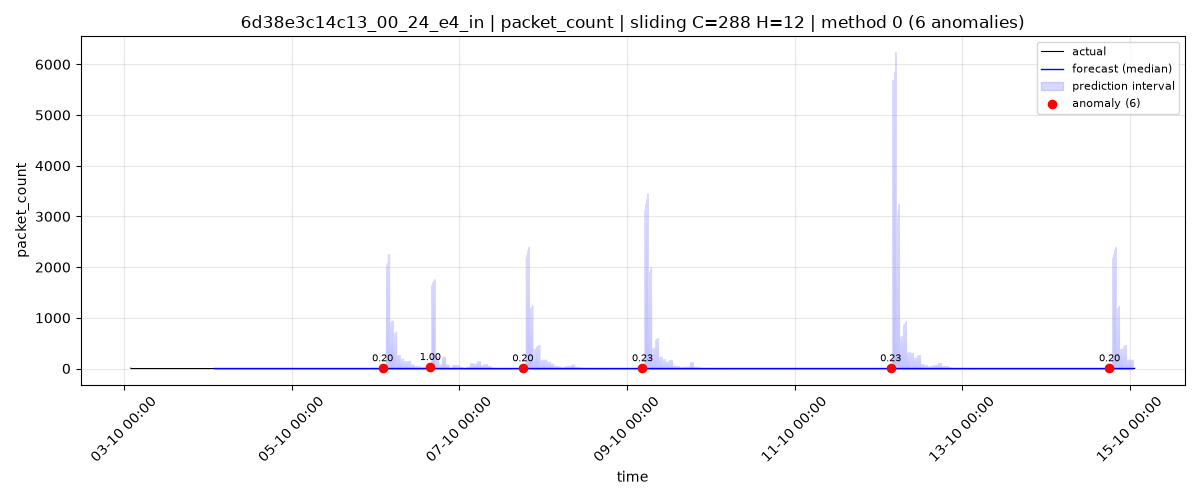 6d38e3c14c13_00_24_e4_in | packet_count | sliding C=288 H=12 | method 0 (6 anomalies)
actual
forecast (median)
prediction interval
anomaly (6)
packet_count
6000
5000
4000
3000
2000
1000
0
0.20
1.00
0.20
0.23
0.23
0.20
03-10 00:00
05-10 00:00
07-10 00:00
09-10 00:00
11-10 00:00
13-10 00:00
15-10 00:00
time